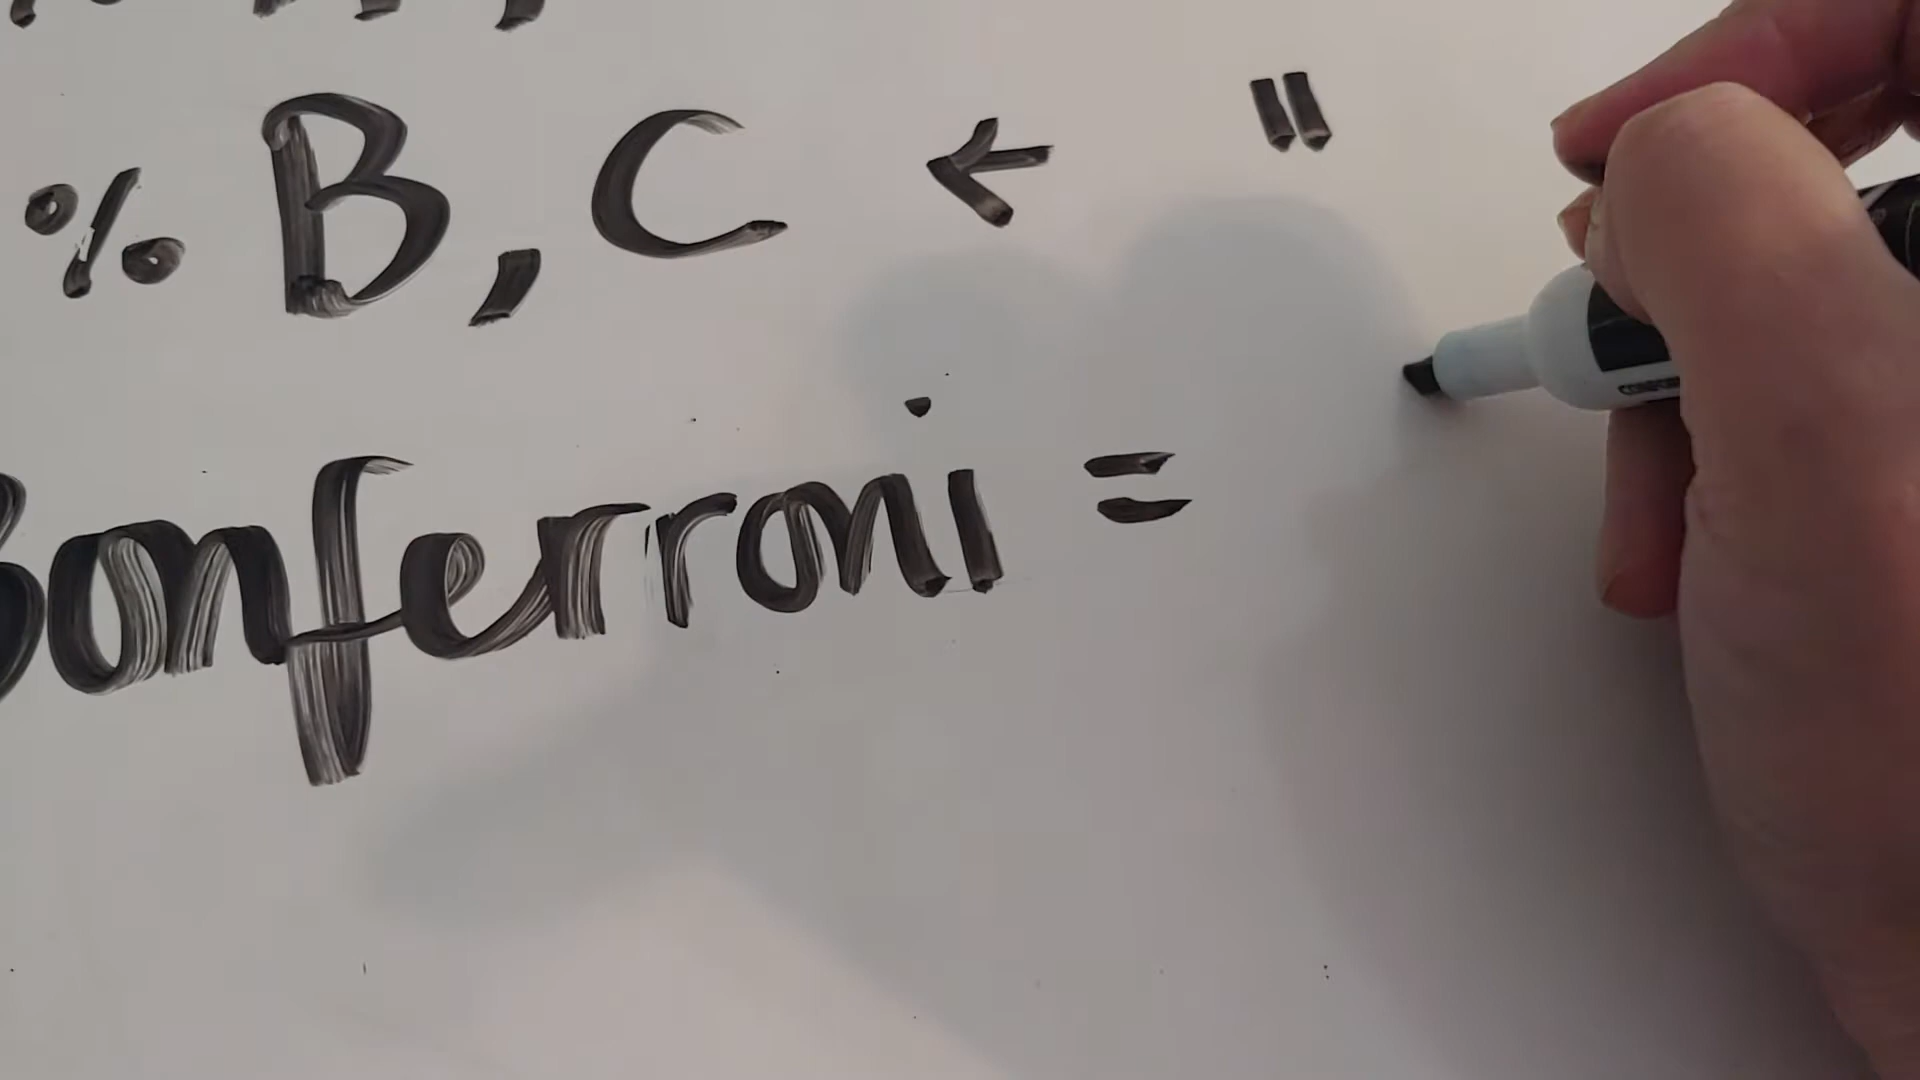 % B, C ← "
Bonferroni =